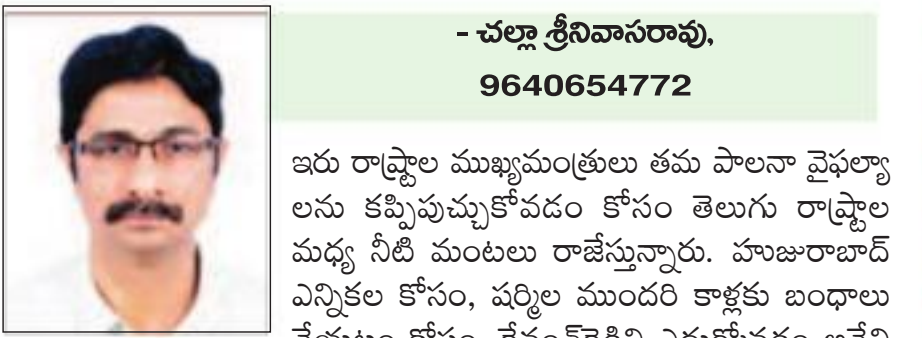 - చల్లా శ్రీనివాసరావు,
9640654772
ఇరు రాష్ట్రాల ముఖ్యమంత్రులు తమ పాలనా వైఫల్యా
లను కప్పిపుచ్చుకోవడం కోసం తెలుగు రాష్ట్రాల
మధ్య నీటి మంటలు రాజేస్తున్నారు. హుజురాబాద్
ఎన్నికల కోసం, షర్మిల ముందరి కాళ్లకు బంధాలు